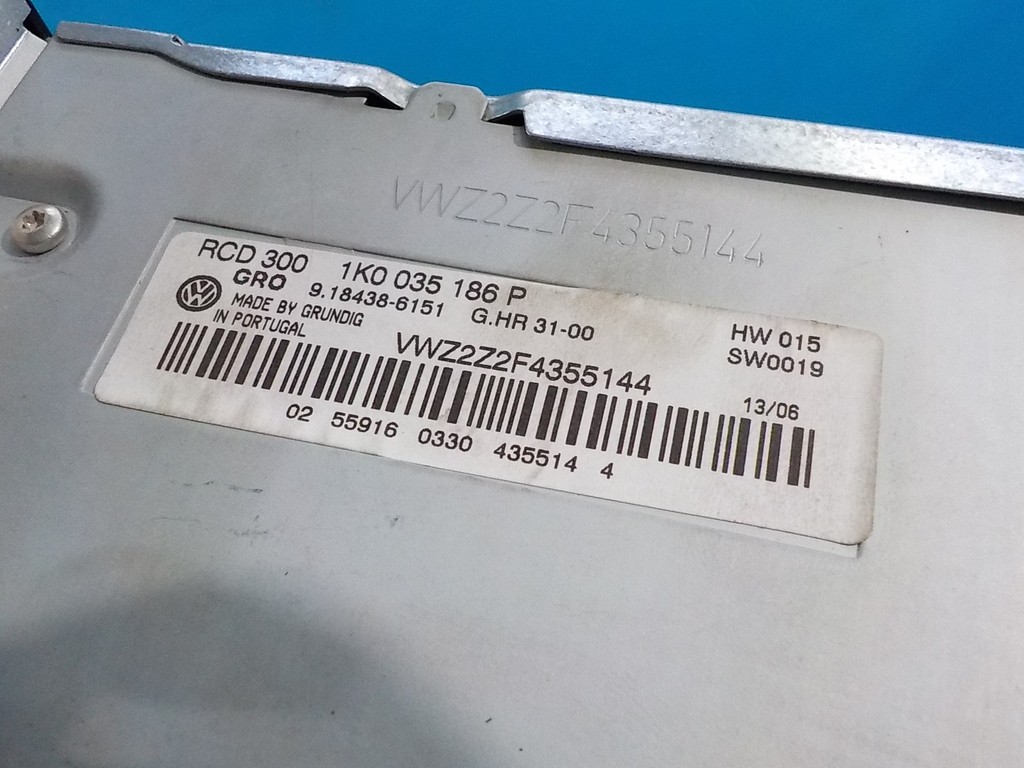 VWZ2Z2F4355144
RCD 300 1K0 035 186 P
GRO 9.18438-6151 G.HR 31-00 HW 015
MADE BY GRUNDIG SW0019
IN PORTUGAL VWZ2Z2F4355144
13/06
02 55916 0330 435514 4